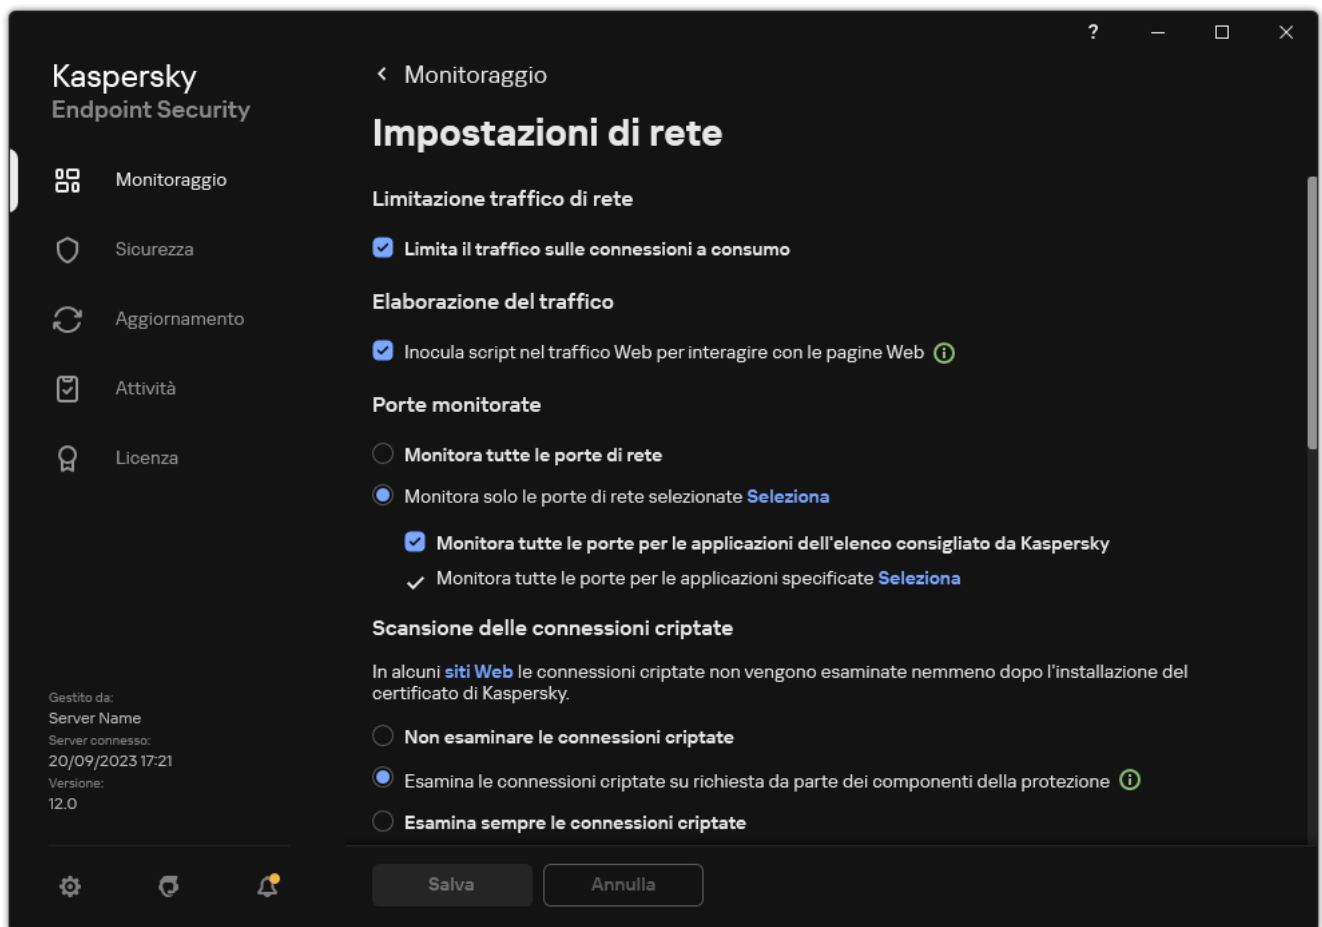 ?
Kaspersky
Endpoint Security
Monitoraggio
Sicurezza
Aggiornamento
Attività
Licenza
Gestito da:
Server Name
Server connesso:
20/09/2023 17:21
Versione:
12.0
Monitoraggio
Impostazioni di rete
Limitazione traffico di rete
Limita il traffico sulle connessioni a consumo
Elaborazione del traffico
Inocula script nel traffico Web per interagire con le pagine Web
Porte monitorate
Monitora tutte le porte di rete
Monitora solo le porte di rete selezionate Seleziona
Monitora tutte le porte per le applicazioni dell'elenco consigliato da Kaspersky
Monitora tutte le porte per le applicazioni specificate Seleziona
Scansione delle connessioni criptate
In alcuni siti Web le connessioni criptate non vengono esaminate nemmeno dopo l'installazione del
certificato di Kaspersky.
Non esaminare le connessioni criptate
Esamina le connessioni criptate su richiesta da parte dei componenti della protezione
Esamina sempre le connessioni criptate
Salva
Annulla